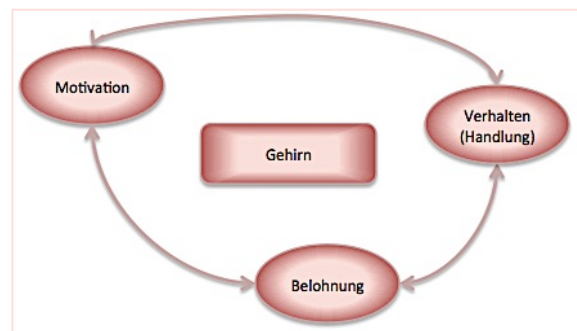 Motivation
Verhalten
(Handlung)
Gehirn
Belohnung